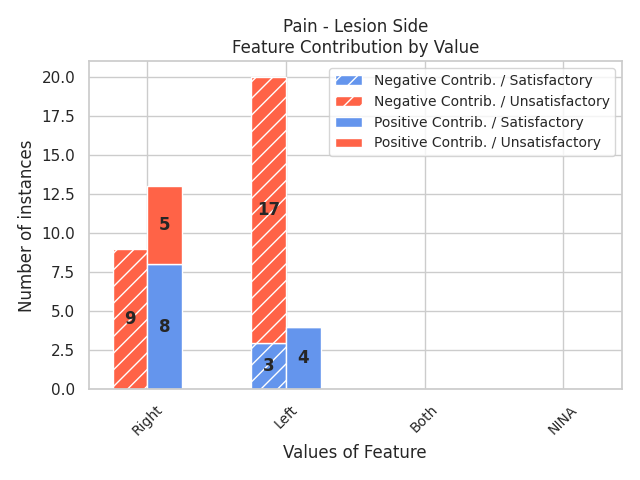 Pain - Lesion Side
Feature Contribution by Value
Negative Contrib. / Satisfactory
Negative Contrib. / Unsatisfactory
Positive Contrib. / Satisfactory
Positive Contrib. / Unsatisfactory
Number of instances
20.0
17.5
15.0
12.5
10.0
7.5
5.0
2.5
0.0
9
5
8
17
3
4
Right
Left
Both
NINA
Values of Feature